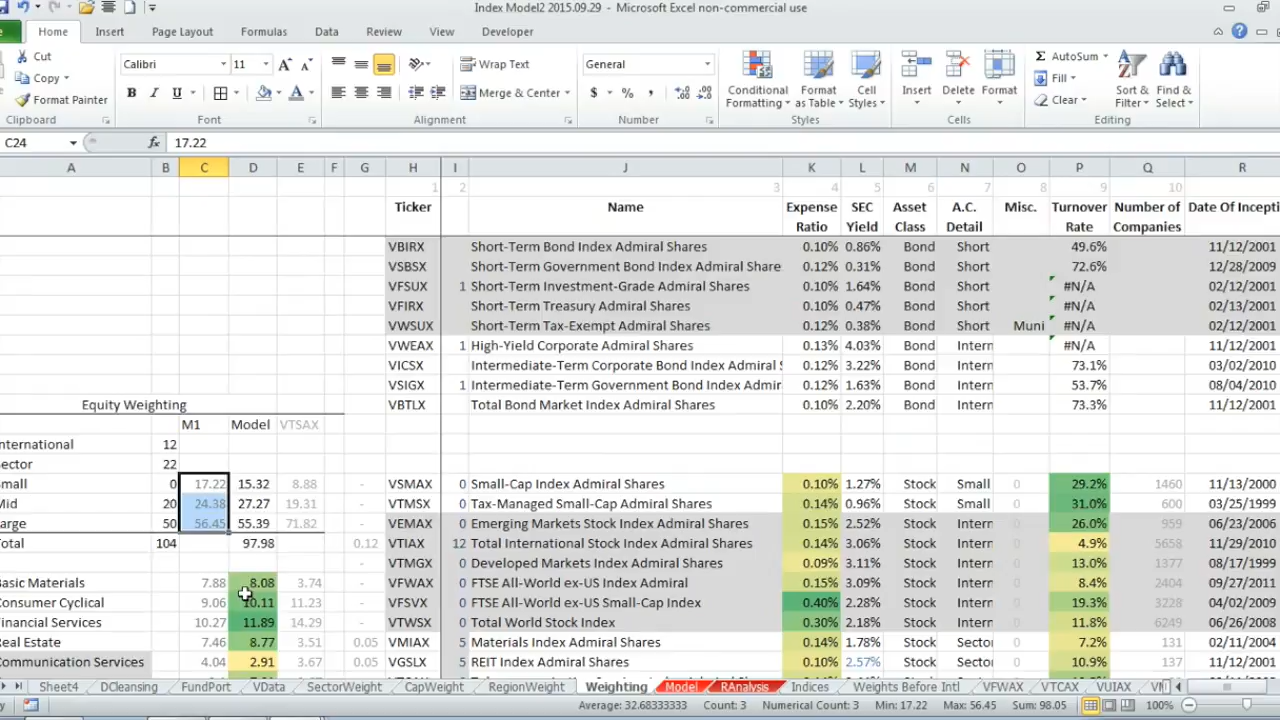 Index Model2 2015.09.29 - Microsoft Excel non-commercial use
Home Insert Formulas Page Layout Formulas Data Review View Developer
Cut
Copy
Format Painter
Clipboard
Calibri 11
B I U
Font
Wrap Text
Merge & Center
Alignment
General
$ % ,
Number
Conditional Formatting
Format as Table
Cell Styles
Styles
Insert Delete Format
Cells
AutoSum
Fill
Clear
Sort & Filter
Find & Select
Editing
C24 fx 17.22
A B C D E F G H I J K L M N O P Q R
1 2 3 4 5 6 7 8 9 10
Ticker Name Expense Ratio SEC Yield Asset Class A.C. Detail Misc. Turnover Rate Number of Companies Date Of Incepti
VBIRX Short-Term Bond Index Admiral Shares 0.10% 0.86% Bond Short 49.6% 11/12/2001
VSBSX Short-Term Government Bond Index Admiral Share 0.12% 0.31% Bond Short 72.6% 12/28/2009
VFSUX 1 Short-Term Investment-Grade Admiral Shares 0.10% 1.64% Bond Short #N/A 02/12/2001
VFIRX Short-Term Treasury Admiral Shares 0.10% 0.47% Bond Short #N/A 02/13/2001
VWSUX Short-Term Tax-Exempt Admiral Shares 0.12% 0.38% Bond Short Muni #N/A 02/12/2001
VWEAX 1 High-Yield Corporate Admiral Shares 0.13% 4.03% Bond Intern #N/A 11/12/2001
VICSX Intermediate-Term Corporate Bond Index Admiral S 0.12% 3.22% Bond Intern 73.1% 03/02/2010
VSIGX 1 Intermediate-Term Government Bond Index Admir 0.12% 1.63% Bond Intern 53.7% 08/04/2010
Equity Weighting VBTLX Total Bond Market Index Admiral Shares 0.10% 2.20% Bond Intern 73.3% 11/12/2001
M1 Model VTSAX
nternational 12
Sector 22
Small 0 17.22 15.32 8.88 - VSMAX 0 Small-Cap Index Admiral Shares 0.10% 1.27% Stock Small 0 29.2% 1460 11/13/2000
Mid 20 24.38 27.27 19.31 - VTMSX 0 Tax-Managed Small-Cap Admiral Shares 0.14% 0.96% Stock Small 0 31.0% 600 03/25/1999
arge 50 56.45 55.39 71.82 - VEMAX 0 Emerging Markets Stock Index Admiral Shares 0.15% 2.52% Stock Intern 0 26.0% 959 06/23/2006
Total 104 97.98 0.12 VTIAX 12 Total International Stock Index Admiral Shares 0.14% 3.06% Stock Intern 0 4.9% 5658 11/29/2010
VTMGX 0 Developed Markets Index Admiral Shares 0.09% 3.11% Stock Intern 0 13.0% 1377 08/17/1999
Basic Materials 7.88 8.08 3.74 - VFWAX 0 FTSE All-World ex-US Index Admiral 0.15% 3.09% Stock Intern 0 8.4% 2404 09/27/2011
Consumer Cyclical 9.06 10.11 11.23 - VFSVX 0 FTSE All-World ex-US Small-Cap Index 0.40% 2.28% Stock Intern 0 19.3% 3228 04/02/2009
Financial Services 10.27 11.89 14.29 - VTWSX 0 Total World Stock Index 0.30% 2.18% Stock Intern 0 11.8% 6249 06/26/2008
Real Estate 7.46 8.77 3.51 0.05 VMIAX 5 Materials Index Admiral Shares 0.14% 1.78% Stock Secto 0 7.2% 131 02/11/2004
Communication Services 4.04 2.91 3.67 0.05 VGSLX 5 REIT Index Admiral Shares 0.10% 2.57% Stock Secto 0 10.9% 11/12/2001
Sheet4 DCleansing FundPort VData SectorWeight CapWeight RegionWeight Weighting Model RAnalysis Indices Weights Before Intl VFWAX VTCAX VUIAX
Average: 32.68333333 Count: 3 Numerical Count: 3 Min: 17.22 Max: 56.45 Sum: 98.05 100%